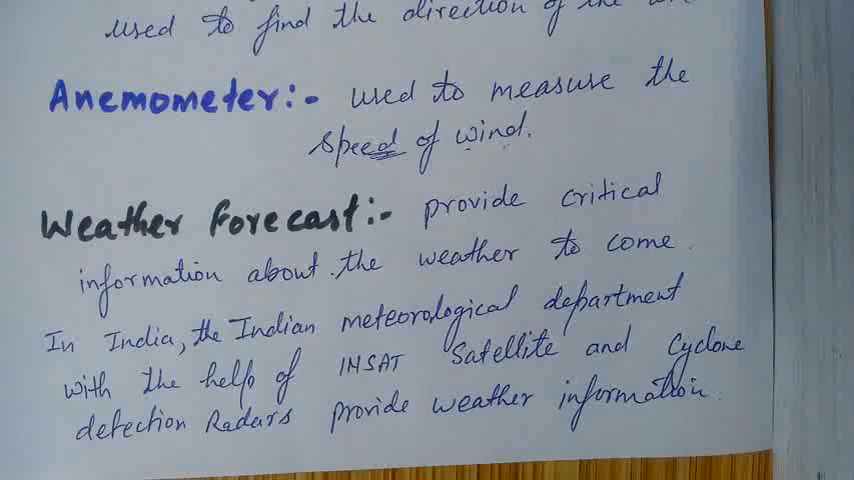 used to find the direction of the
Anemometer:- used to measure the
speed of wind.
Weather Forecast:- provide critical
information about the weather to come.
In India, the Indian meteorological department
with the help of INSAT Satellite and Cyclone
detection Radars provide weather information.